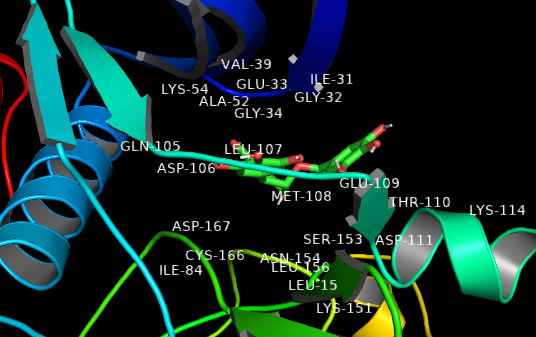 VAL-39
ILE-31
GLU-33
LYS-54
GLY-32
ALA-52
GLY-34
GLN-105
LEU-107
ASP-106
GLU-109
MET-108
THR-110
LYS-114
ASP-167
SER-153
ASP-111
CYS-166
ASN-154
LEU-156
ILE-84
LEU-15
LYS-151